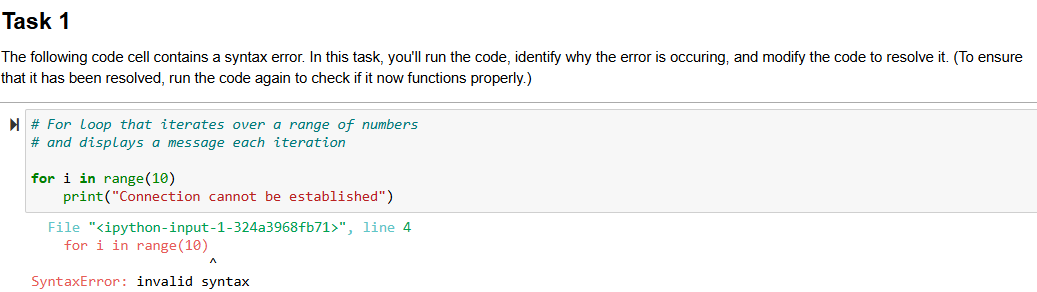 Task 1
The following code cell contains a syntax error. In this task, you'll run the code, identify why the error is occuring, and modify the code to resolve it. (To ensure
that it has been resolved, run the code again to check if it now functions properly.)
# For loop that iterates over a range of numbers
# and displays a message each iteration
for i in range(10)
    print("Connection cannot be established")
File "<ipython-input-1-324a3968fb71>", line 4
    for i in range(10)
                      ^
SyntaxError: invalid syntax